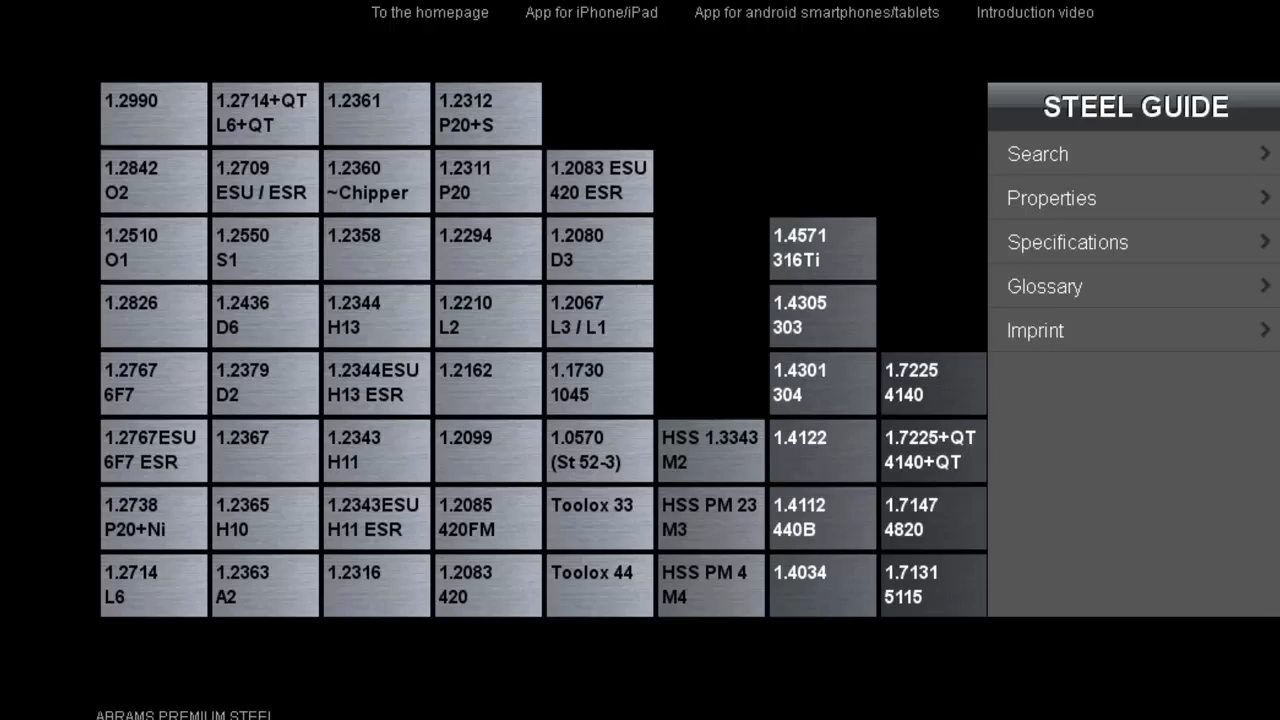 To the homepage App for iPhone/iPad App for android smartphones/tablets Introduction video
1.2990 1.2714+QT 1.2361 1.2312
L6+QT P20+S
1.2842 1.2709 1.2360 1.2311 1.2083 ESU
O2 ESU / ESR ~Chipper P20 420 ESR
1.2510 1.2550 1.2358 1.2294 1.2080 1.4571
O1 S1 D3 316Ti
1.2826 1.2436 1.2344 1.2210 1.2067 1.4305
D6 H13 L2 L3 / L1 303
1.2767 1.2379 1.2344ESU 1.2162 1.1730 1.4301 1.7225
6F7 D2 H13 ESR 1045 304 4140
1.2767ESU 1.2367 1.2343 1.2099 1.0570 HSS 1.3343 1.4122 1.7225+QT
6F7 ESR H11 (St 52-3) M2 4140+QT
1.2738 1.2365 1.2343ESU 1.2085 Toolox 33 HSS PM 23 1.4112 1.7147
P20+Ni H10 H11 ESR 420FM M3 440B 4820
1.2714 1.2363 1.2316 1.2083 Toolox 44 HSS PM 4 1.4034 1.7131
L6 A2 420 M4 5115
STEEL GUIDE
Search
Properties
Specifications
Glossary
Imprint
ABRAMS PREMIUM STEEL